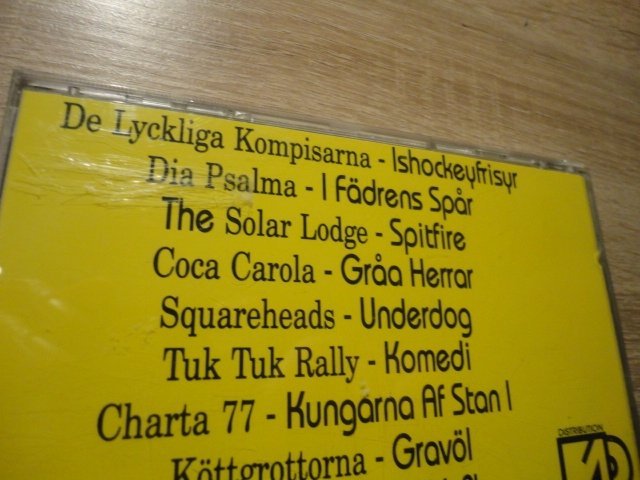 De Lyckliga Kompisarna - Ishockeyfrisyr
Dia Psalma - I Fädrens Spår
The Solar Lodge - Spitfire
Coca Carola - Gråa Herrar
Squareheads - Underdog
Tuk Tuk Rally - Komedi
Charta 77 - Kungarna Af Stan I
Köttgrottorna - Gravöl
DISTRIBUTION